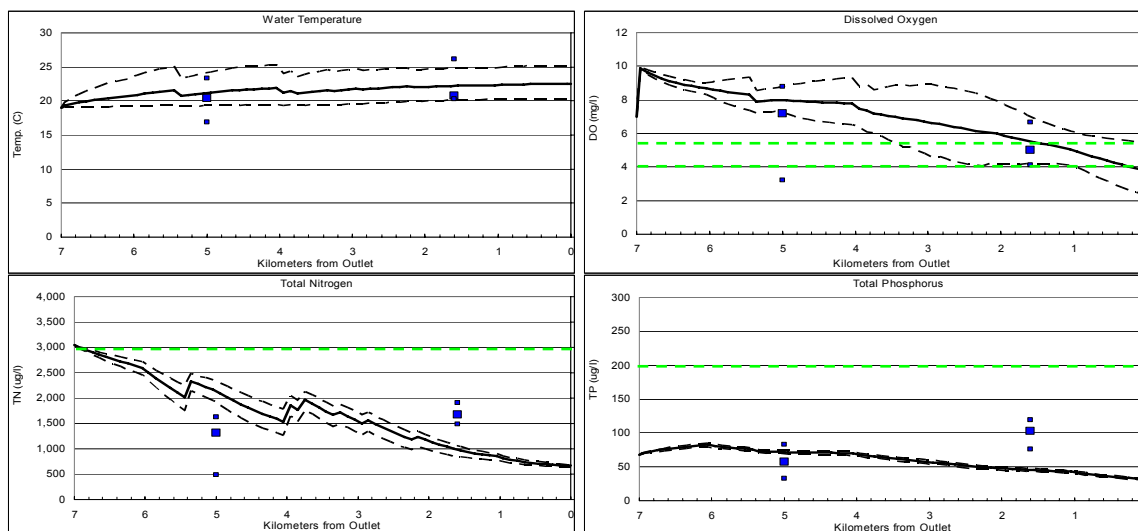 Water Temperature
30
25
20
15
10
5
0
Temp. (C)
7 6 5 4 3 2 1 0
Kilometers from Outlet
Dissolved Oxygen
12
10
8
6
4
2
0
DO (mg/l)
7 6 5 4 3 2 1
Kilometers from Outlet
Total Nitrogen
4,000
3,500
3,000
2,500
2,000
1,500
1,000
500
0
TN (ug/l)
7 6 5 4 3 2 1 0
Kilometers from Outlet
Total Phosphorus
300
250
200
150
100
50
0
TP (ug/l)
7 6 5 4 3 2 1
Kilometers from Outlet